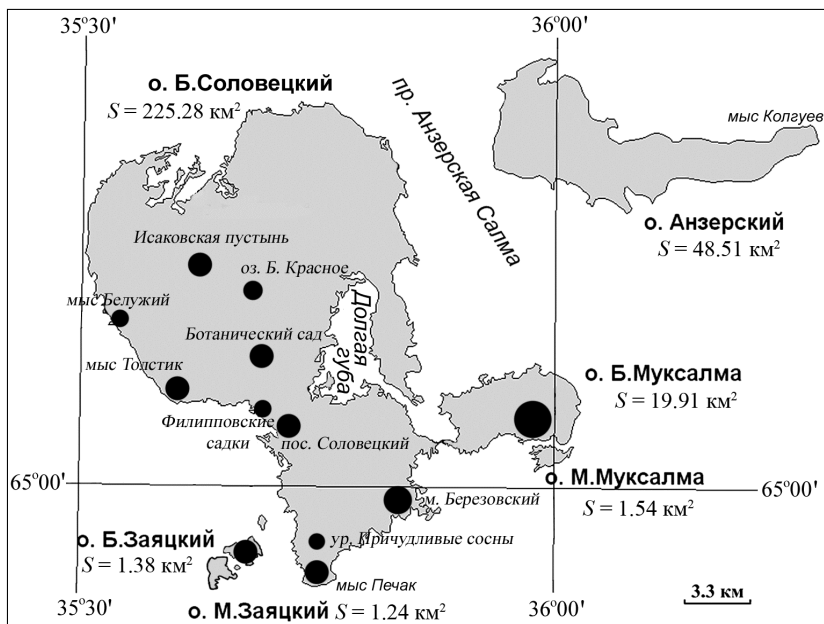 35º30'
36º00'
о. Б.Соловецкий
S = 225.28 км²
пр. Анзерская Салма
мыс Колгуев
о. Анзерский
S = 48.51 км²
Исаковская пустынь
оз. Б. Красное
мыс Белужий
Долгая
губа
Ботанический сад
мыс Толстик
о. Б.Муксалма
S = 19.91 км²
Филипповские
садки
пос. Соловецкий
о. М.Муксалма
S = 1.54 км²
65º00'
65º00'
м. Березовский
о. Б.Заяцкий
S = 1.38 км²
ур. Причудливые сосны
мыс Печак
3.3 км
о. М.Заяцкий S = 1.24 км²
35º30'
36º00'